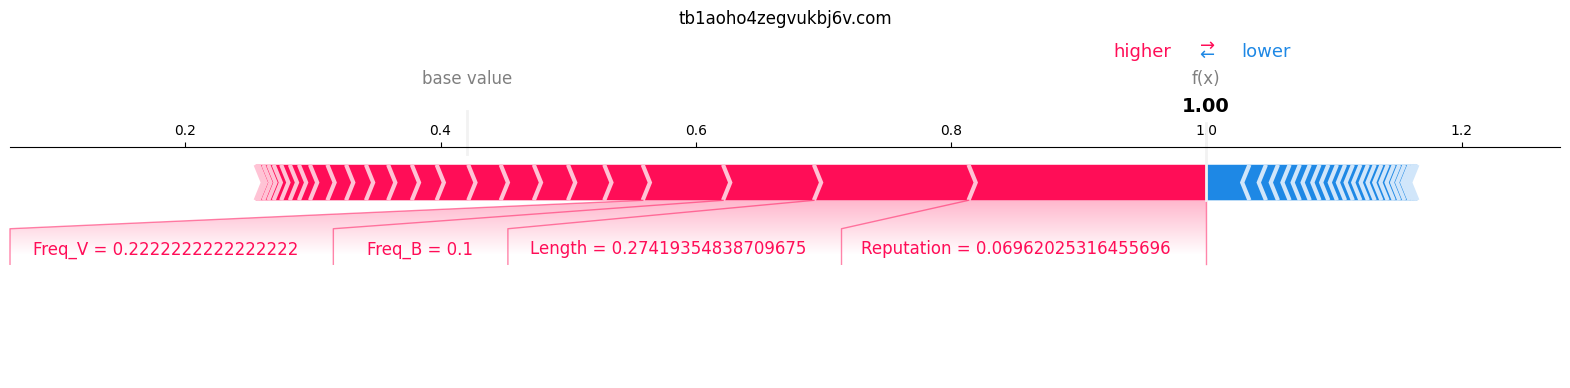 tb1aoho4zegvukbj6v.com
higher → ← lower
base value f(x)
1.00
0.2 0.4 0.6 0.8 1 0 1.2
Freq_V = 0.2222222222222222 Freq_B = 0.1 Length = 0.27419354838709675 Reputation = 0.06962025316455696